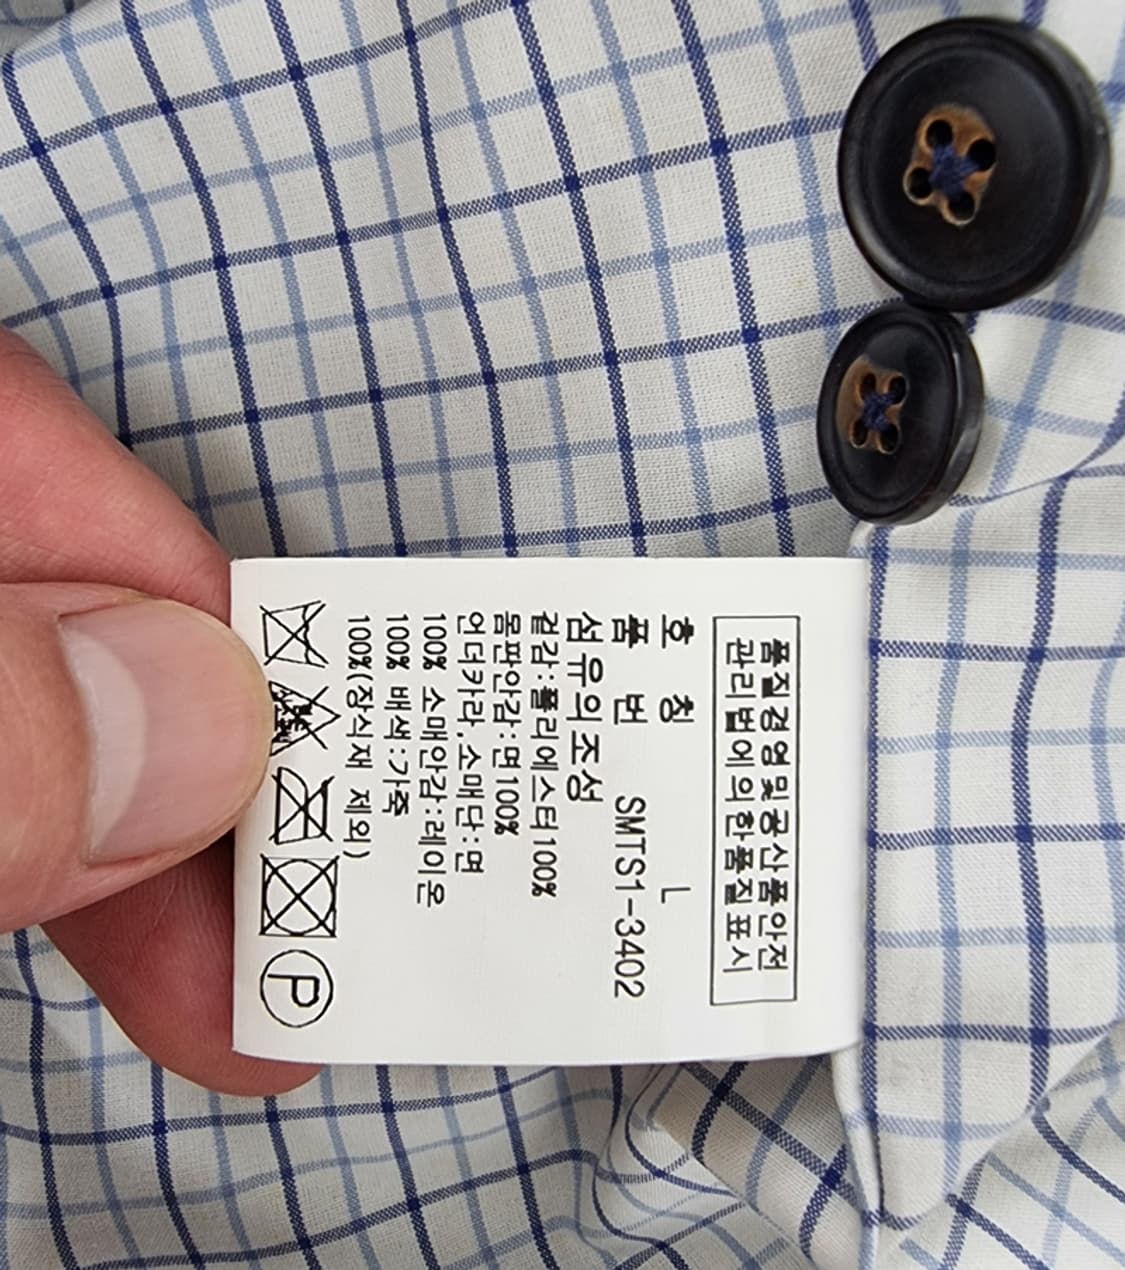 품질경영및공산품안전
관리법에의한품질표시
호 칭 L
품 번 SMTS1-3402
섬유의조성
겉감:폴리에스터100%
몸판안감:면100%
언더카라,소매단:면
100% 소매안감:레이온
100% 배색:가죽
100%(장식재 제외)
P